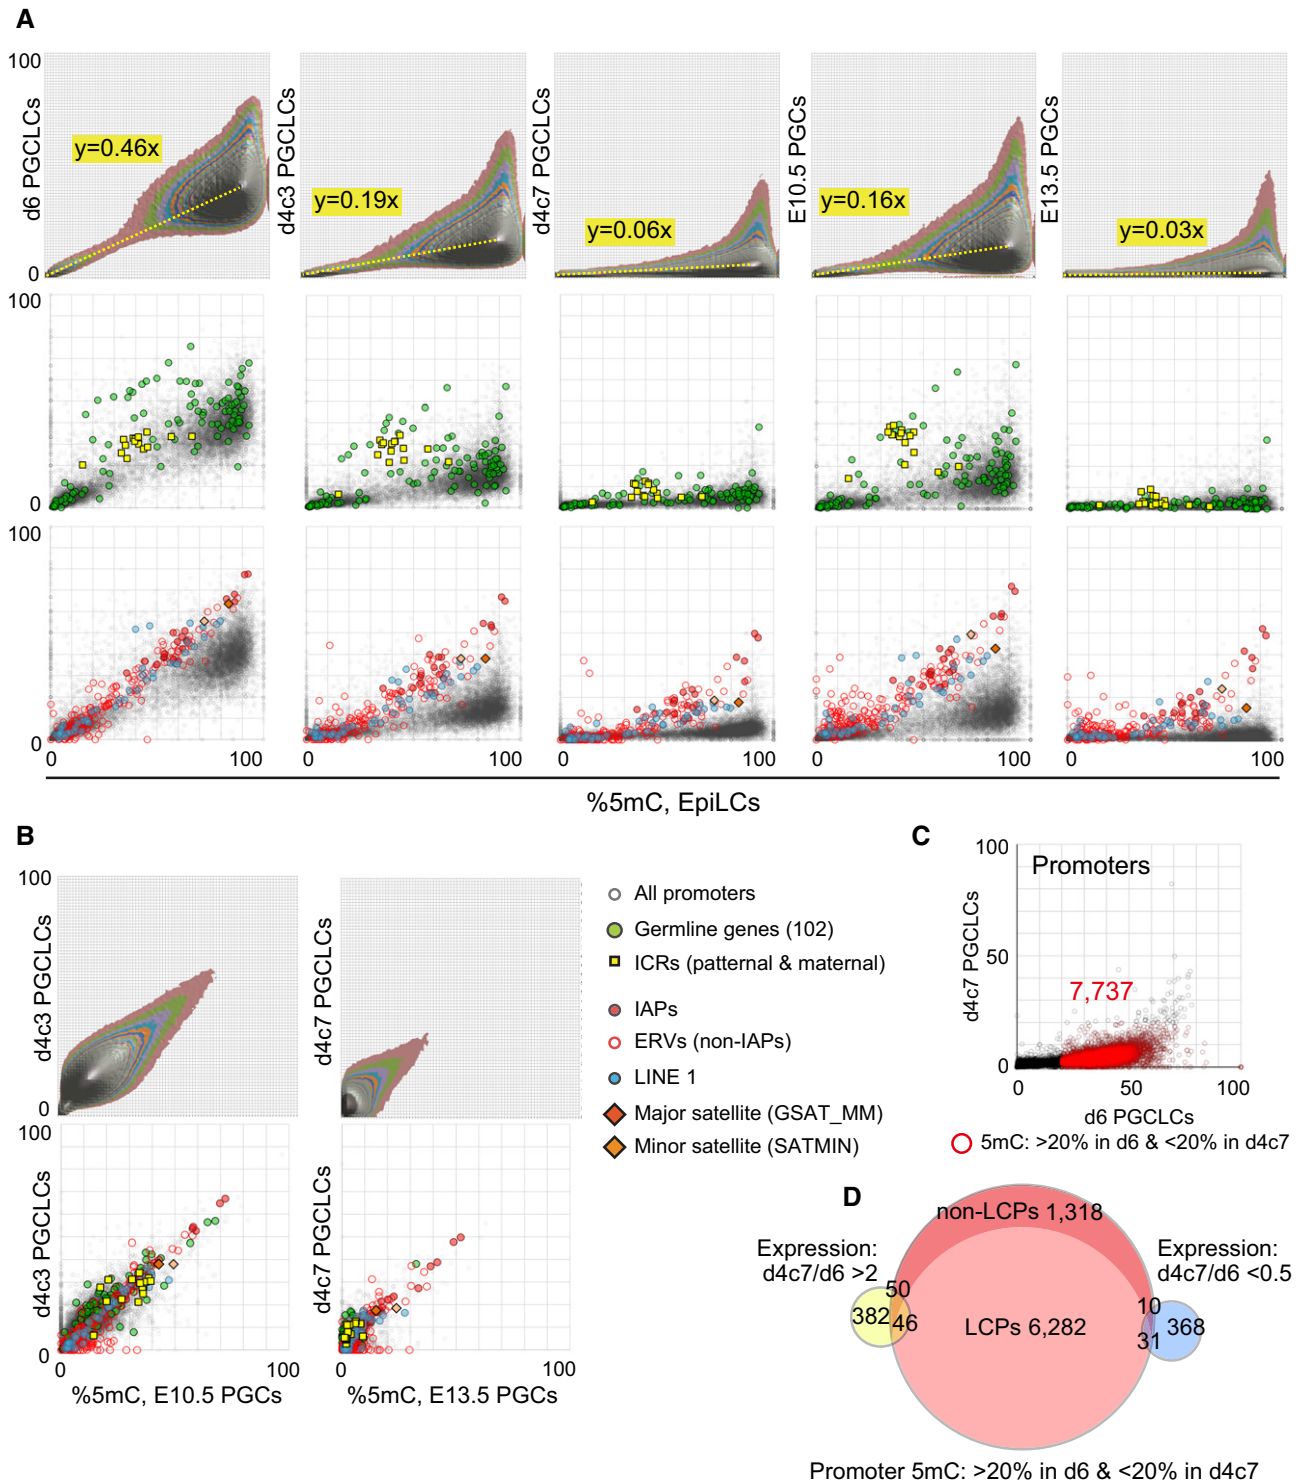 A
100
0
d6 PGCLCs
y=0.46x
d4c3 PGCLCs
y=0.19x
d4c7 PGCLCs
y=0.06x
E10.5 PGCs
y=0.16x
E13.5 PGCs
y=0.03x
100
0
100
0
0 100
0 100
0 100
0 100
0 100
%5mC, EpiLCs
B
100
d4c3 PGCLCs
0
d4c7 PGCLCs
100
d4c3 PGCLCs
0
0 100
%5mC, E10.5 PGCs
d4c7 PGCLCs
0 100
%5mC, E13.5 PGCs
All promoters
Germline genes (102)
ICRs (patternal & maternal)
IAPs
ERVs (non-IAPs)
LINE 1
Major satellite (GSAT_MM)
Minor satellite (SATMIN)
C
100
Promoters
d4c7 PGCLCs
50
7,737
0
0 50 100
d6 PGCLCs
5mC: >20% in d6 & <20% in d4c7
D
non-LCPs 1,318
Expression:
d4c7/d6 >2
Expression:
d4c7/d6 <0.5
50
382
46
LCPs 6,282
10
31
368
Promoter 5mC: >20% in d6 & <20% in d4c7